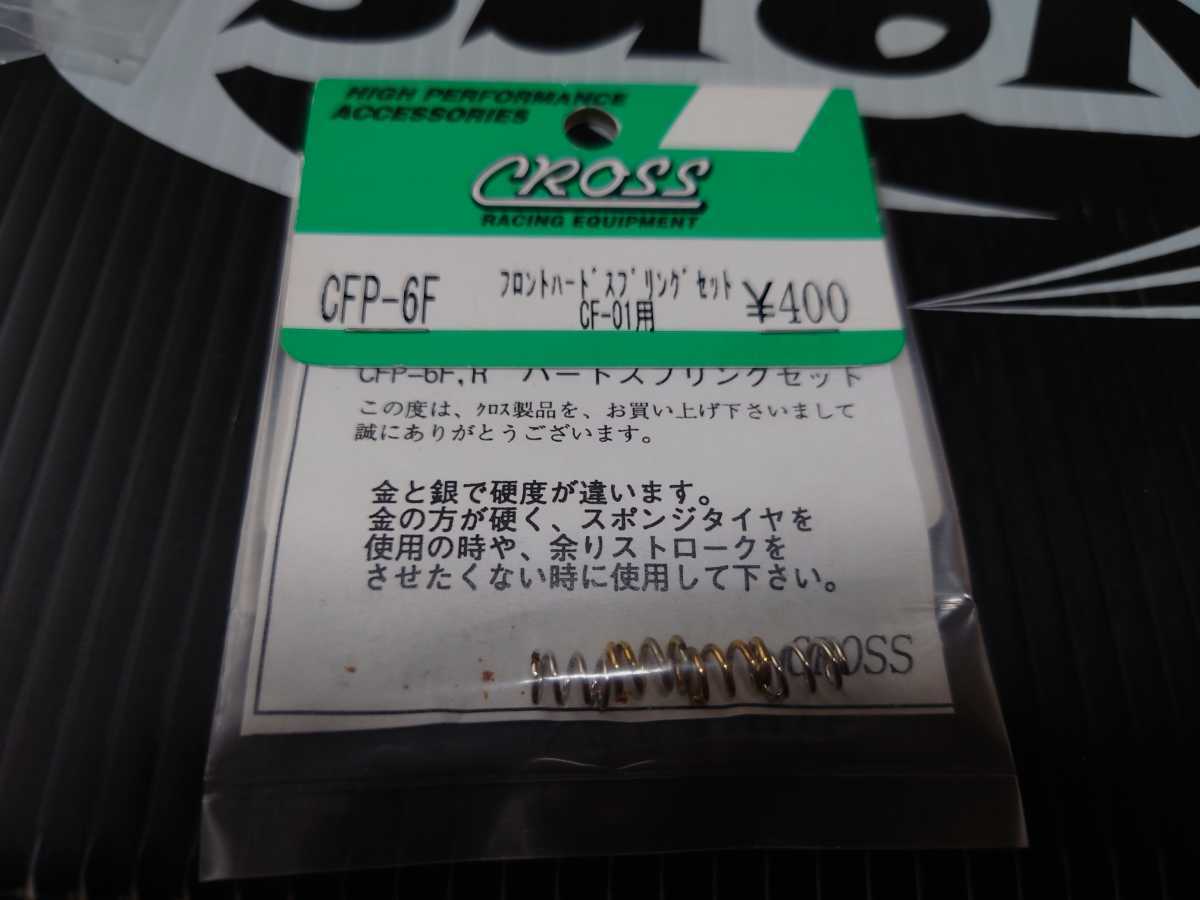 HIGH PERFORMANCE
ACCESSORIES
CROSS
RACING EQUIPMENT
CFP-6F
フロントハードスプリングセット
CF-01用
¥400
CFP-6F,R ハードスプリングセット
この度は、クロス製品を、お買い上げ下さいまして
誠にありがとうございます。
金と銀で硬度が違います。
金の方が硬く、スポンジタイヤを
使用の時や、余りストロークを
させたくない時に使用して下さい。
CROSS